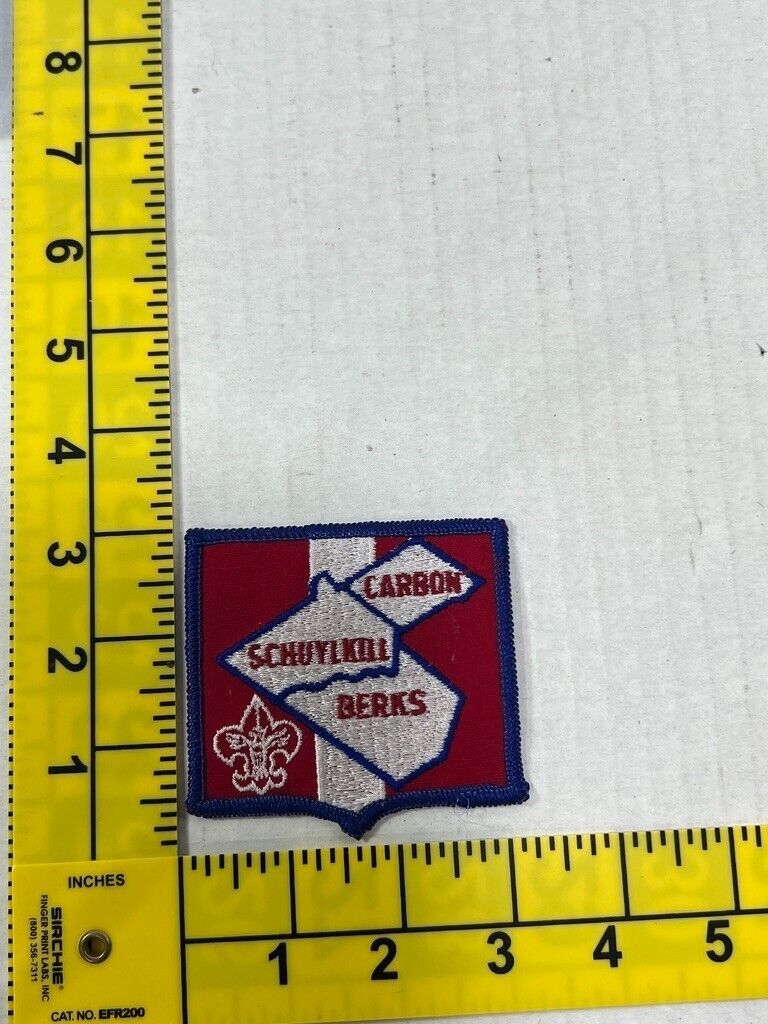 8
7
6
5
4
3
2
1
CARBON
SCHUYLKILL
BERKS
INCHES
SIRCHIE®
FINGER PRINT LABS, INC
(800) 356-7311
CAT. NO. EFR200
1
2
3
4
5